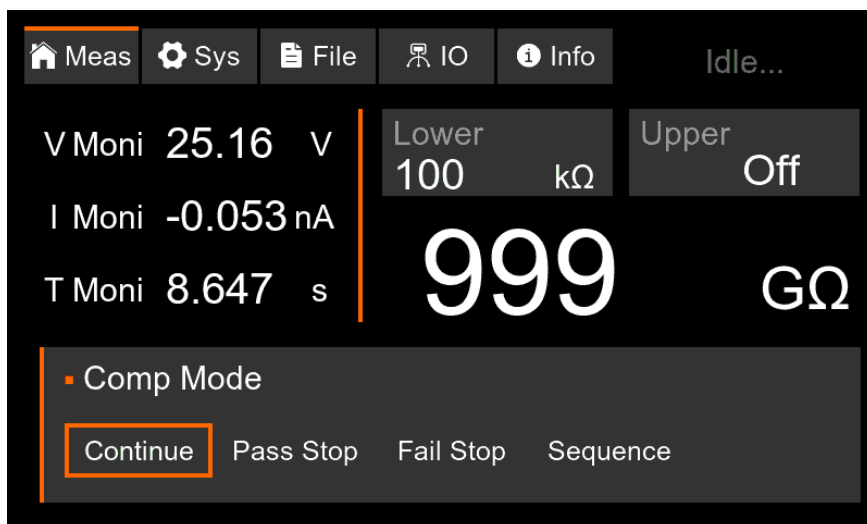 Meas Sys File IO Info Idle...
V Moni 25.16 V
I Moni -0.053 nA
T Moni 8.647 s
Lower
100 kΩ
Upper
Off
999 GΩ
Comp Mode
Continue Pass Stop Fail Stop Sequence